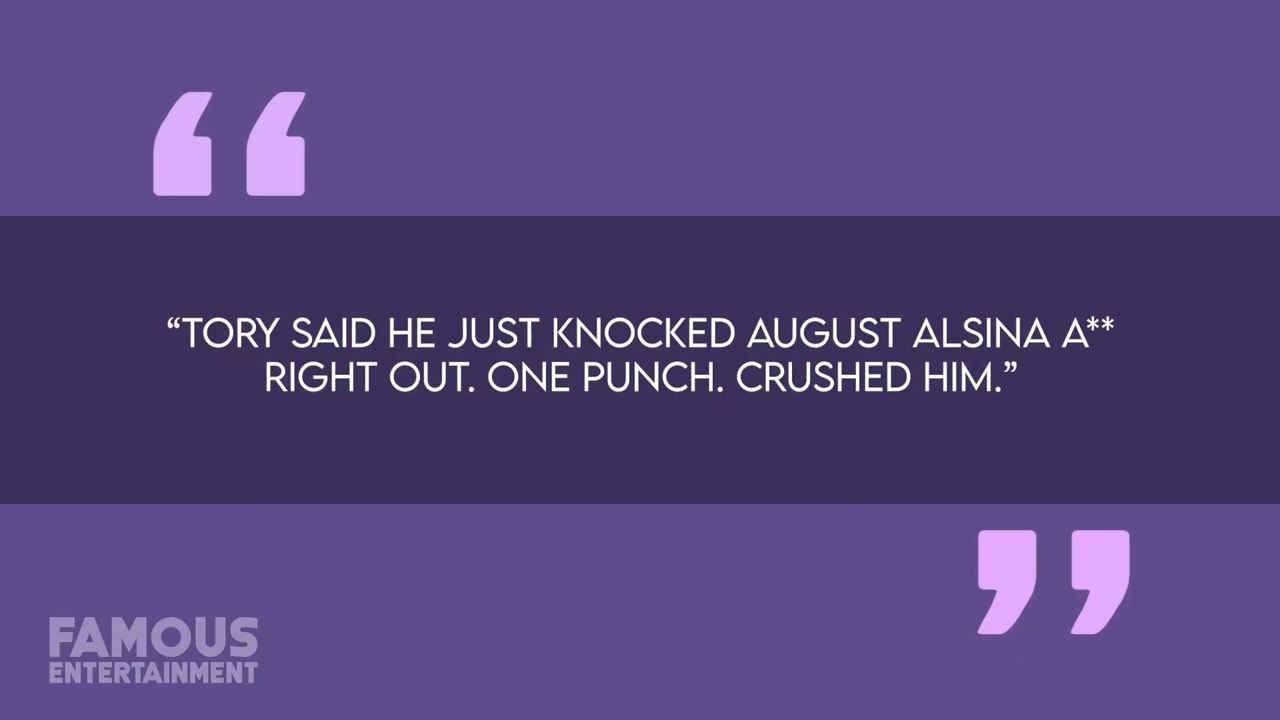 “TORY SAID HE JUST KNOCKED AUGUST ALSINA A**
RIGHT OUT. ONE PUNCH. CRUSHED HIM.”
FAMOUS
ENTERTAINMENT